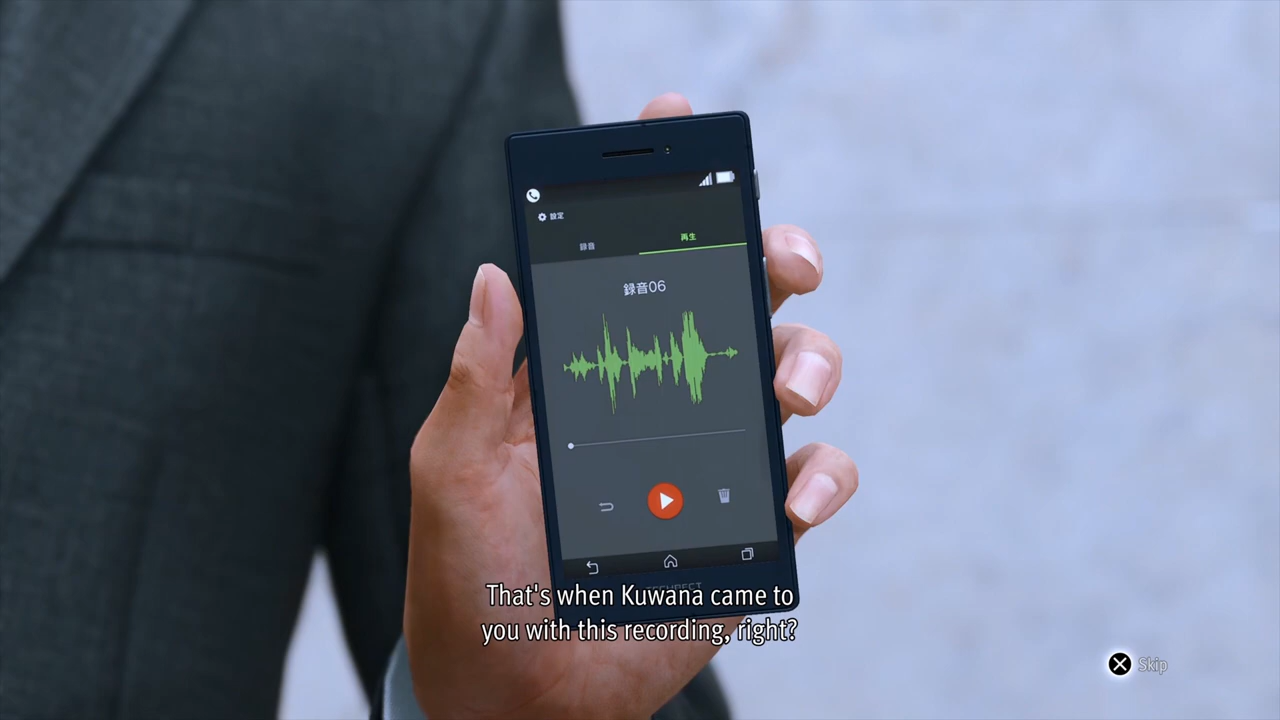 設定
録音
再生
録音06
That's when Kuwana came to
you with this recording, right?
Skip